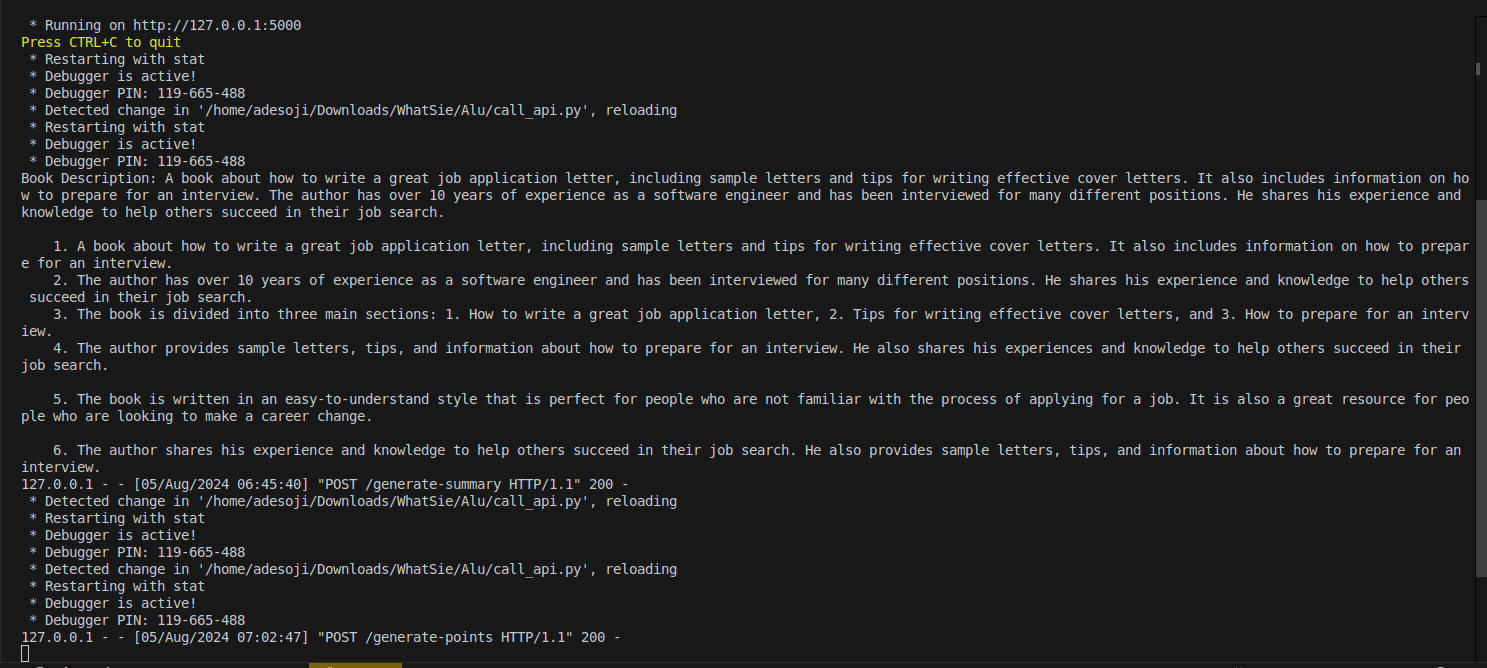 * Running on http://127.0.0.1:5000
Press CTRL+C to quit
* Restarting with stat
* Debugger is active!
* Debugger PIN: 119-665-488
* Detected change in '/home/adesoji/Downloads/WhatSie/Alu/call_api.py', reloading
* Restarting with stat
* Debugger is active!
* Debugger PIN: 119-665-488
Book Description: A book about how to write a great job application letter, including sample letters and tips for writing effective cover letters. It also includes information on ho
w to prepare for an interview. The author has over 10 years of experience as a software engineer and has been interviewed for many different positions. He shares his experience and
knowledge to help others succeed in their job search.
1. A book about how to write a great job application letter, including sample letters and tips for writing effective cover letters. It also includes information on how to prepar
e for an interview.
2. The author has over 10 years of experience as a software engineer and has been interviewed for many different positions. He shares his experience and knowledge to help others
succeed in their job search.
3. The book is divided into three main sections: 1. How to write a great job application letter, 2. Tips for writing effective cover letters, and 3. How to prepare for an interv
iew.
4. The author provides sample letters, tips, and information about how to prepare for an interview. He also shares his experiences and knowledge to help others succeed in their
job search.
5. The book is written in an easy-to-understand style that is perfect for people who are not familiar with the process of applying for a job. It is also a great resource for peo
ple who are looking to make a career change.
6. The author shares his experience and knowledge to help others succeed in their job search. He also provides sample letters, tips, and information about how to prepare for an
interview.
127.0.0.1 - - [05/Aug/2024 06:45:40] "POST /generate-summary HTTP/1.1" 200 -
* Detected change in '/home/adesoji/Downloads/WhatSie/Alu/call_api.py', reloading
* Restarting with stat
* Debugger is active!
* Debugger PIN: 119-665-488
* Detected change in '/home/adesoji/Downloads/WhatSie/Alu/call_api.py', reloading
* Restarting with stat
* Debugger is active!
* Debugger PIN: 119-665-488
127.0.0.1 - - [05/Aug/2024 07:02:47] "POST /generate-points HTTP/1.1" 200 -